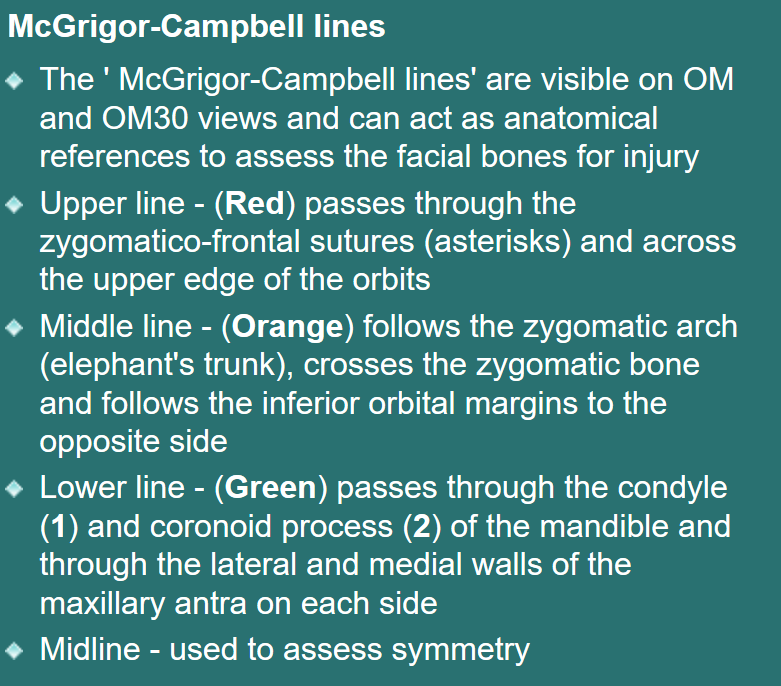 McGrigor-Campbell lines
The ' McGrigor-Campbell lines' are visible on OM
and OM30 views and can act as anatomical
references to assess the facial bones for injury
Upper line - (Red) passes through the
zygomatico-frontal sutures (asterisks) and across
the upper edge of the orbits
Middle line - (Orange) follows the zygomatic arch
(elephant's trunk), crosses the zygomatic bone
and follows the inferior orbital margins to the
opposite side
Lower line - (Green) passes through the condyle
(1) and coronoid process (2) of the mandible and
through the lateral and medial walls of the
maxillary antra on each side
Midline - used to assess symmetry